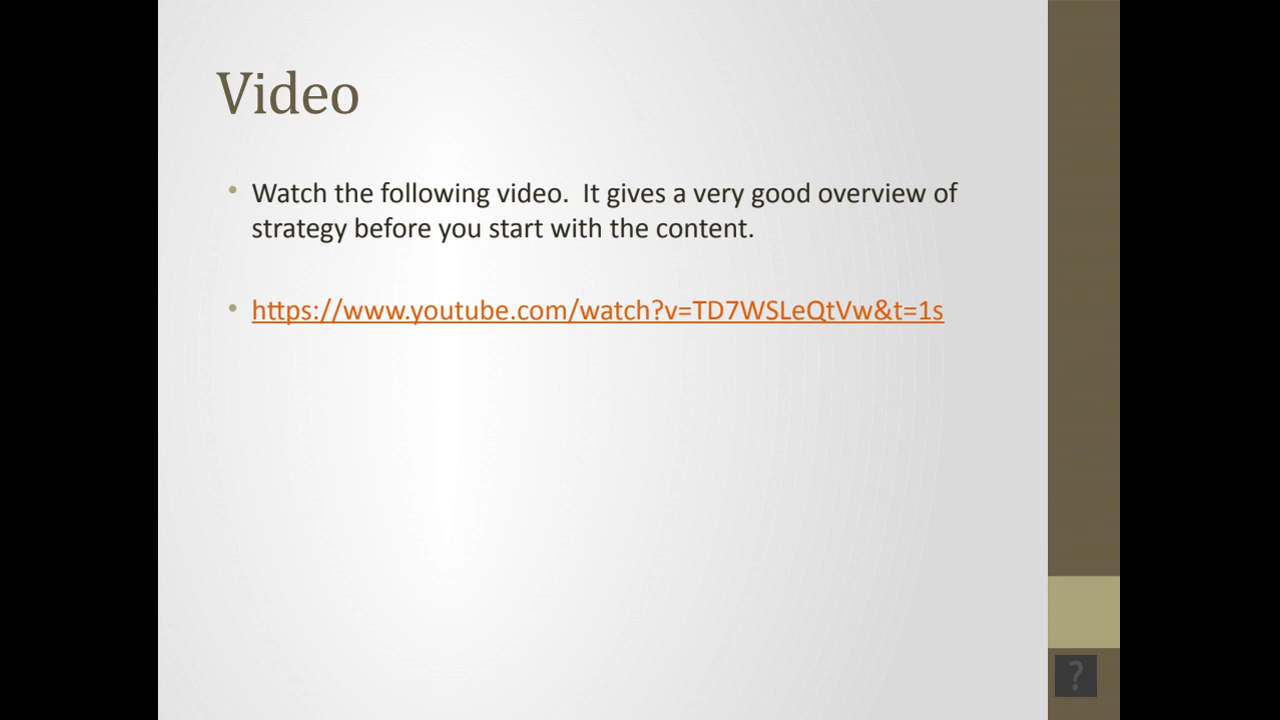 Video
• Watch the following video.  It gives a very good overview of
strategy before you start with the content.
• https://www.youtube.com/watch?v=TD7WSLeQtVw&t=1s
?